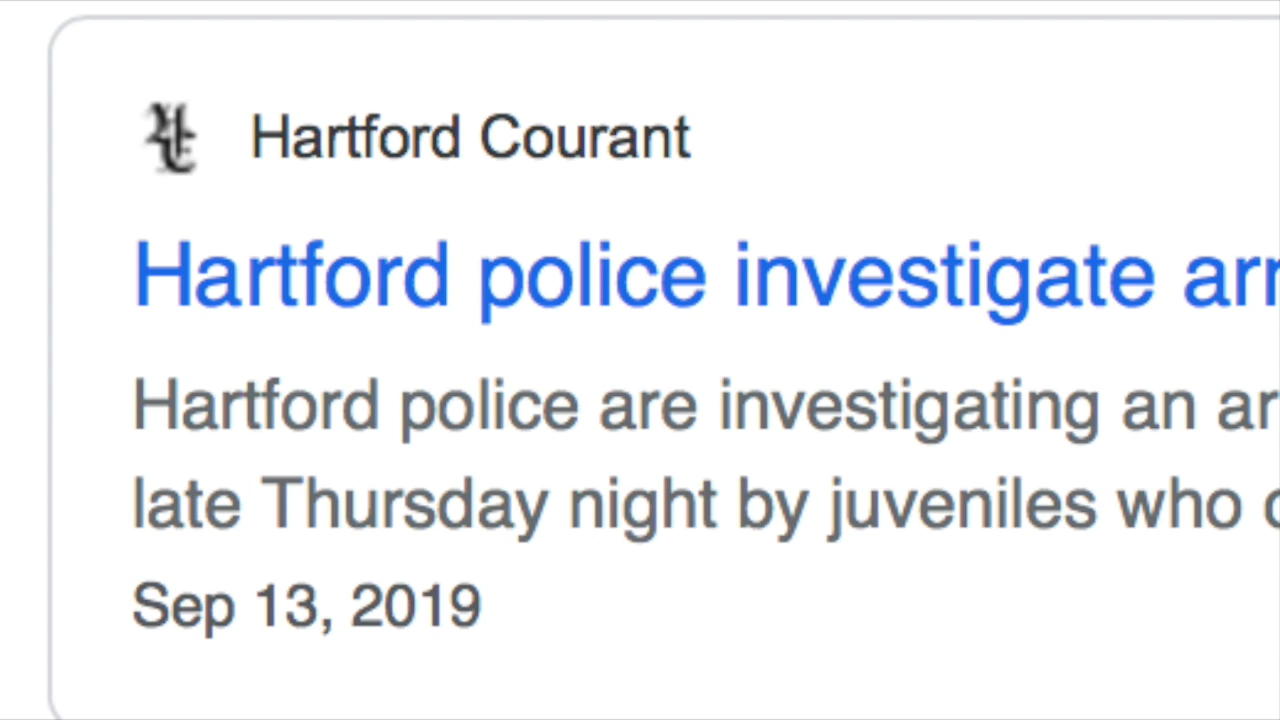 Hartford Courant
Hartford police investigate
Hartford police are investigating an
late Thursday night by juveniles who
Sep 13, 2019